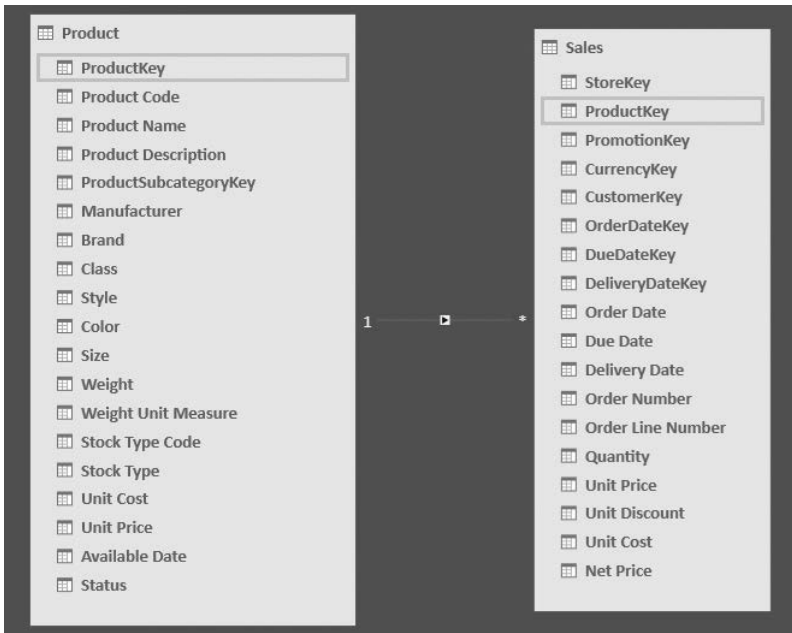 Product
ProductKey
Product Code
Product Name
Product Description
ProductSubcategoryKey
Manufacturer
Brand
Class
Style
Color
Size
Weight
Weight Unit Measure
Stock Type Code
Stock Type
Unit Cost
Unit Price
Available Date
Status
1
*
Sales
StoreKey
ProductKey
PromotionKey
CurrencyKey
CustomerKey
OrderDateKey
DueDateKey
DeliveryDateKey
Order Date
Due Date
Delivery Date
Order Number
Order Line Number
Quantity
Unit Price
Unit Discount
Unit Cost
Net Price